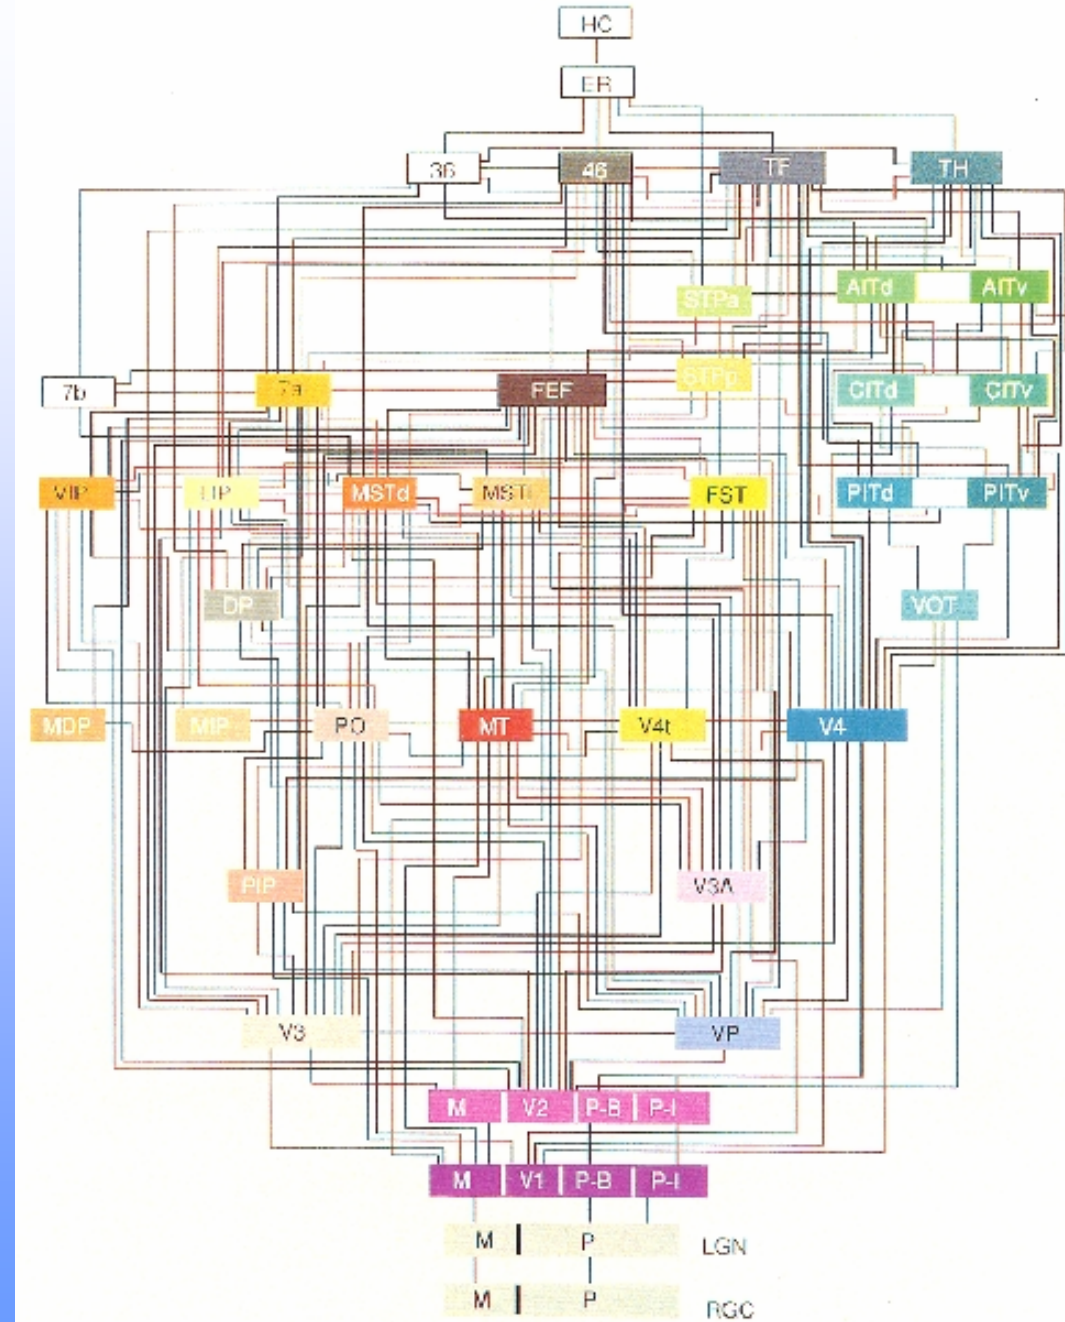 HC
ER
36 46 TF TH
AITd AITv
STPa
7b 7a FEF STPp CITd CITv
VIP LIP MSTd MSTl FST PITd PITv
DP VOT
MDP MIP PO MT V4t V4
PIP V3A
V3 VP
M V2 P-B P-I
M V1 P-B P-I
M P LGN
M P RGC